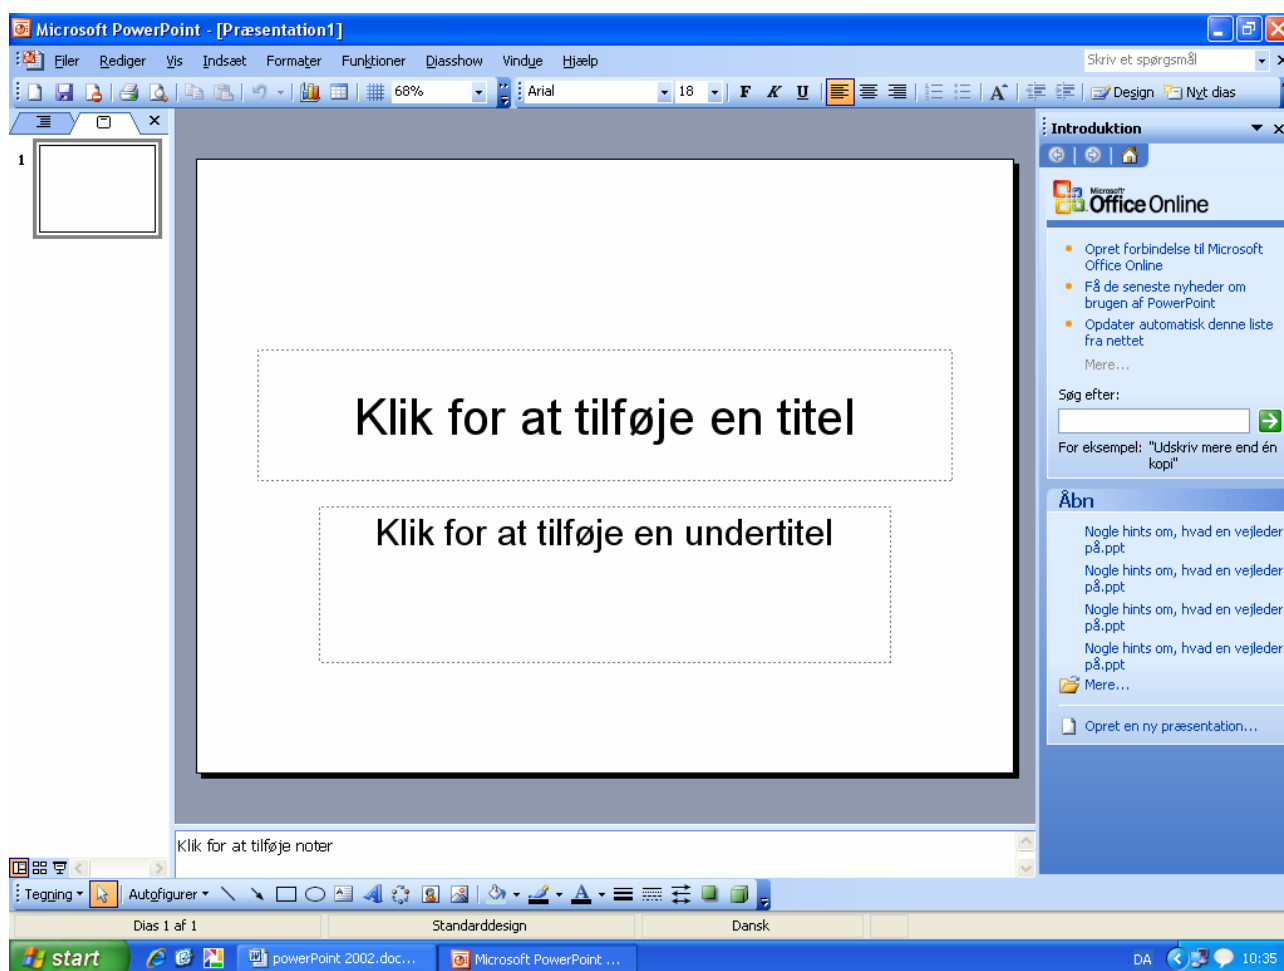 Microsoft PowerPoint - [Præsentation1]
Filer Rediger Vis Indsæt Formater Funktioner Diasshow Vindue Hjælp Skriv et spørgsmål
68% Arial 18 F K U A Design Nyt dias
Introduktion
1
Microsoft
Office Online
Opret forbindelse til Microsoft
Office Online
Få de seneste nyheder om
brugen af PowerPoint
Opdater automatisk denne liste
fra nettet
Mere...
Søg efter:
For eksempel: "Udskriv mere end én
kopi"
Åbn
Nogle hints om, hvad en vejleder
på.ppt
Nogle hints om, hvad en vejleder
på.ppt
Nogle hints om, hvad en vejleder
på.ppt
Nogle hints om, hvad en vejleder
på.ppt
Mere...
Opret en ny præsentation...
Klik for at tilføje en titel
Klik for at tilføje en undertitel
Klik for at tilføje noter
Tegning Autofigurer A
Dias 1 af 1 Standarddesign Dansk
start powerPoint 2002.doc... Microsoft PowerPoint ... DA 10:35